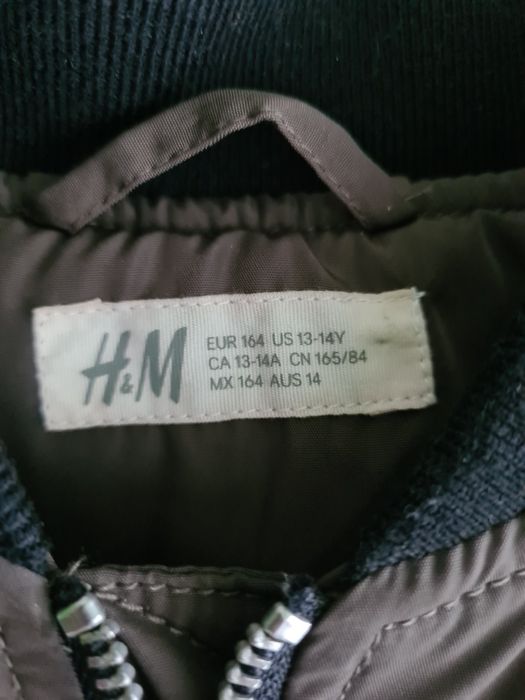 H&M
EUR 164 US 13-14Y
CA 13-14A CN 165/84
MX 164 AUS 14